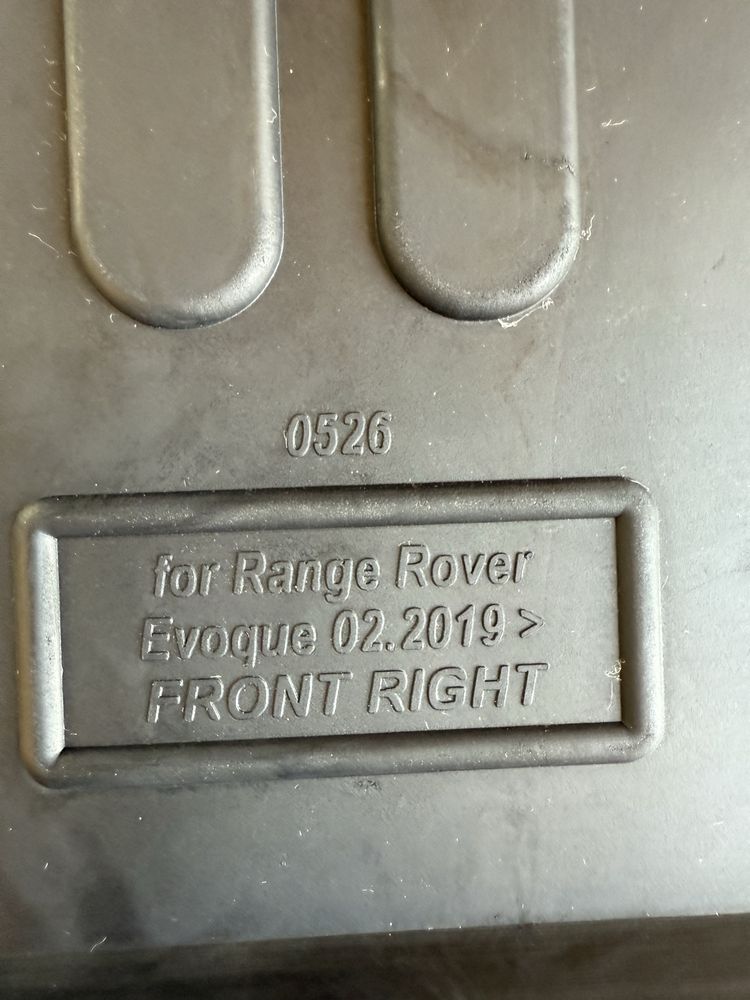 0526
for Range Rover
Evoque 02.2019 >
FRONT RIGHT